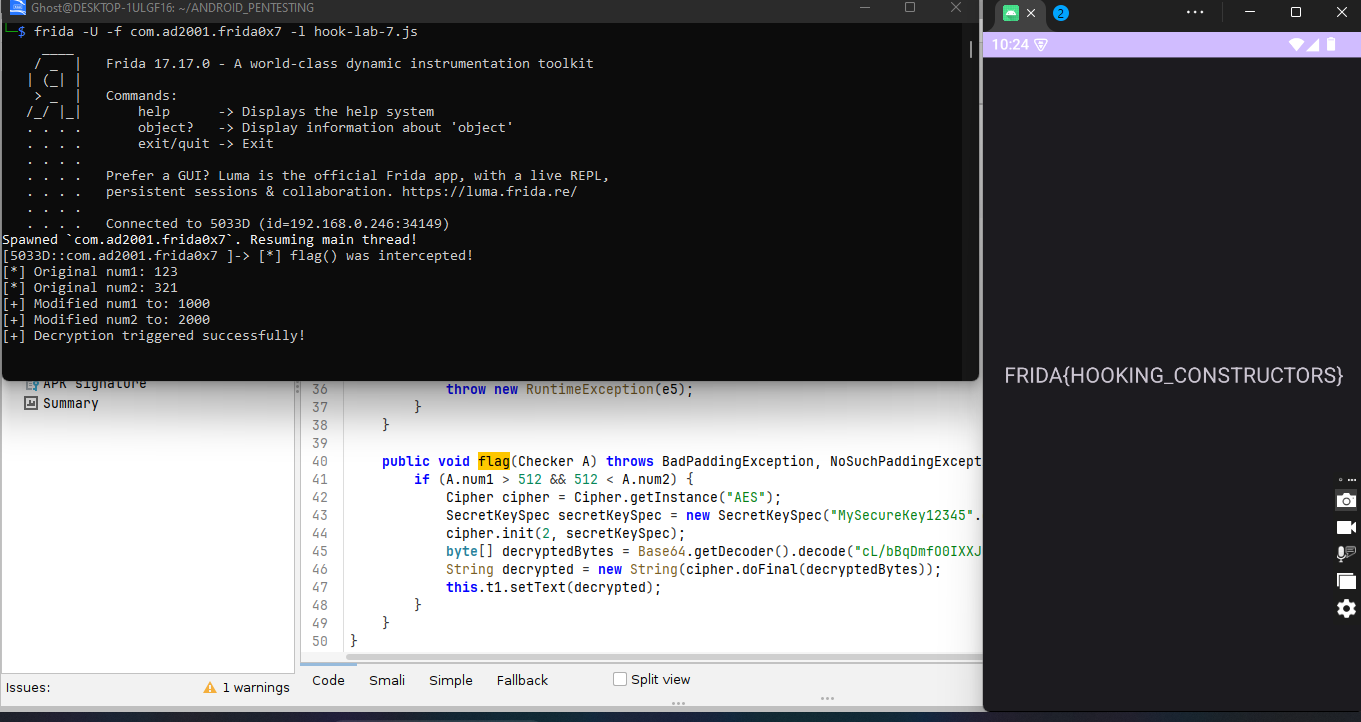 Ghost@DESKTOP-1ULGF16: ~/ANDROID_PENTESTING
└─$ frida -U -f com.ad2001.frida0x7 -l hook-lab-7.js
     ____
    / _  |   Frida 17.17.0 - A world-class dynamic instrumentation toolkit
   | (_| |
    > _  |   Commands:
   /_/ |_|       help      -> Displays the help system
   . . . .       object?   -> Display information about 'object'
   . . . .       exit/quit -> Exit
   . . . .
   . . . .   Prefer a GUI? Luma is the official Frida app, with a live REPL,
   . . . .   persistent sessions & collaboration. https://luma.frida.re/
   . . . .
   . . . .   Connected to 5033D (id=192.168.0.246:34149)
Spawned `com.ad2001.frida0x7`. Resuming main thread!
[5033D::com.ad2001.frida0x7 ]-> [*] flag() was intercepted!
[*] Original num1: 123
[*] Original num2: 321
[+] Modified num1 to: 1000
[+] Modified num2 to: 2000
[+] Decryption triggered successfully!
APK signature
Summary
36 throw new RuntimeException(e5);
37 }
38 }
39
40 public void flag(Checker A) throws BadPaddingException, NoSuchPaddingExcept
41 if (A.num1 > 512 && 512 < A.num2) {
42 Cipher cipher = Cipher.getInstance("AES");
43 SecretKeySpec secretKeySpec = new SecretKeySpec("MySecureKey12345".
44 cipher.init(2, secretKeySpec);
45 byte[] decryptedBytes = Base64.getDecoder().decode("cL/bBqDmfO0IXXJ
46 String decrypted = new String(cipher.doFinal(decryptedBytes));
47 this.t1.setText(decrypted);
48 }
49 }
50 }
Issues:
1 warnings
Code Smali Simple Fallback Split view
2
10:24
FRIDA{HOOKING_CONSTRUCTORS}